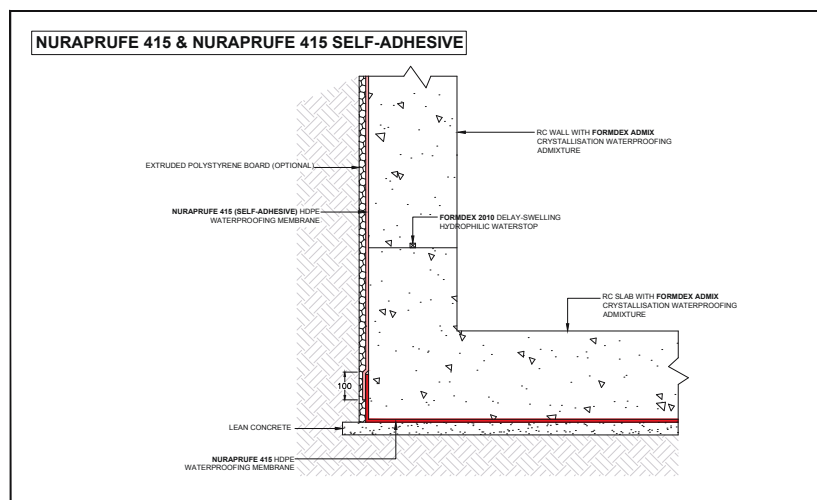 NURAPRUFE 415 & NURAPRUFE 415 SELF-ADHESIVE
RC WALL WITH FORMDEX ADMIX
CRYSTALLISATION WATERPROOFING
ADMIXTURE
EXTRUDED POLYSTYRENE BOARD (OPTIONAL)
NURAPRUFE 415 (SELF-ADHESIVE) HDPE
WATERPROOFING MEMBRANE
FORMDEX 2010 DELAY-SWELLING
HYDROPHILIC WATERSTOP
RC SLAB WITH FORMDEX ADMIX
CRYSTALLISATION WATERPROOFING
ADMIXTURE
100
LEAN CONCRETE
NURAPRUFE 415 HDPE
WATERPROOFING MEMBRANE